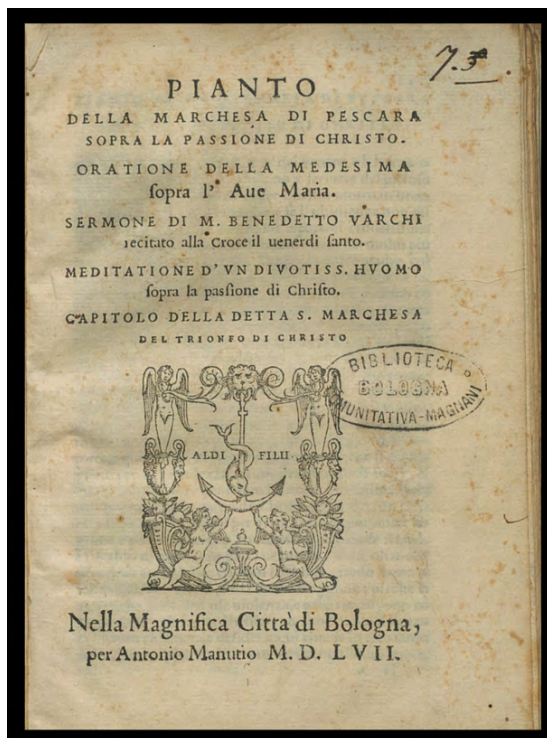 7.3
PIANTO
DELLA MARCHESA DI PESCARA
SOPRA LA PASSIONE DI CHRISTO.
ORATIONE DELLA MEDESIMA
ſopra l' Aue Maria.
SERMONE DI M. BENEDETTO VARCHI
recitato alla Croce il uenerdi ſanto.
MEDITATIONE D'VN DIVOTISS. HVOMO
ſopra la paſsione di Chriſto.
CAPITOLO DELLA DETTA S. MARCHESA
DEL TRIONFO DI CHRISTO
BIBLIOTECA
BOLOGNA
UNITATIVA-MAGNANI
ALDI FILII
Nella Magnifica Citta' di Bologna,
per Antonio Manutio M. D. LVII.